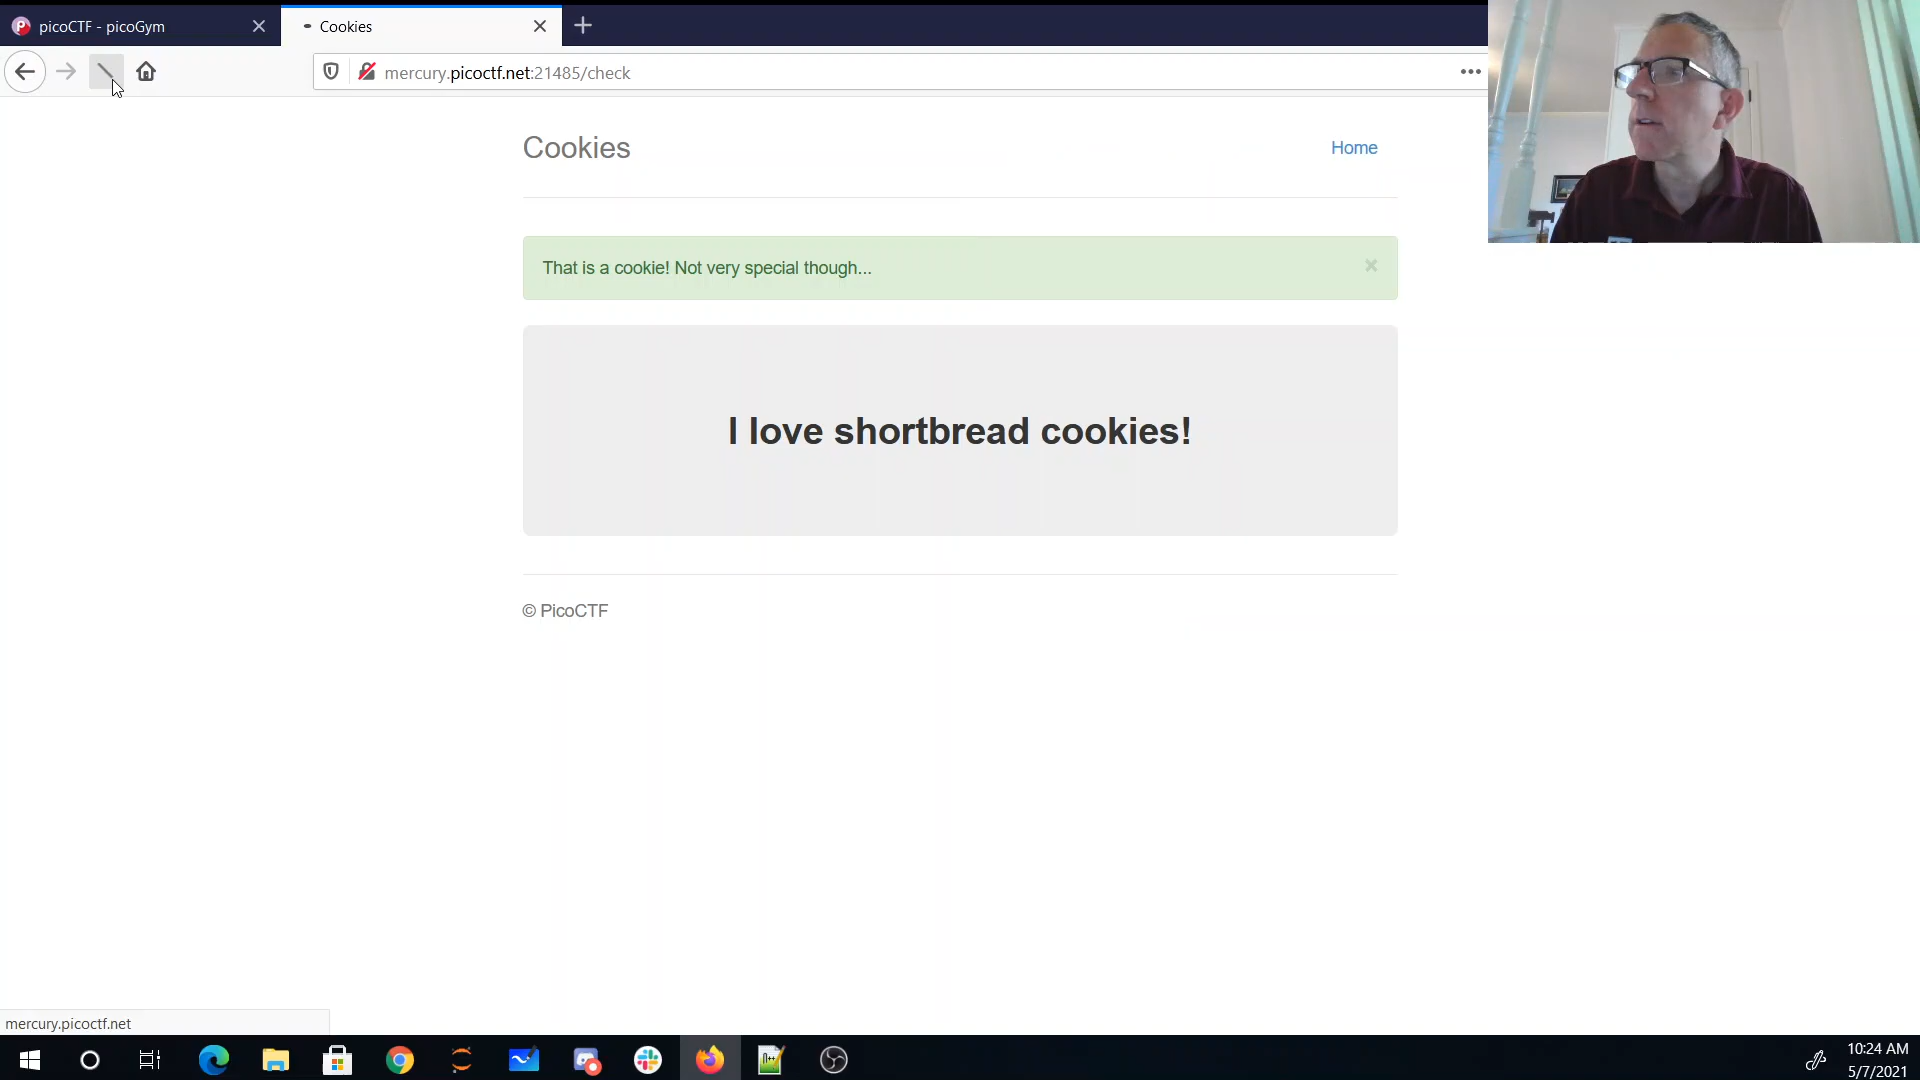 picoCTF - picoGym
Cookies
mercury.picoctf.net:21485/check
Cookies
Home
That is a cookie! Not very special though...
×
I love shortbread cookies!
© PicoCTF
mercury.picoctf.net
10:24 AM
5/7/2021